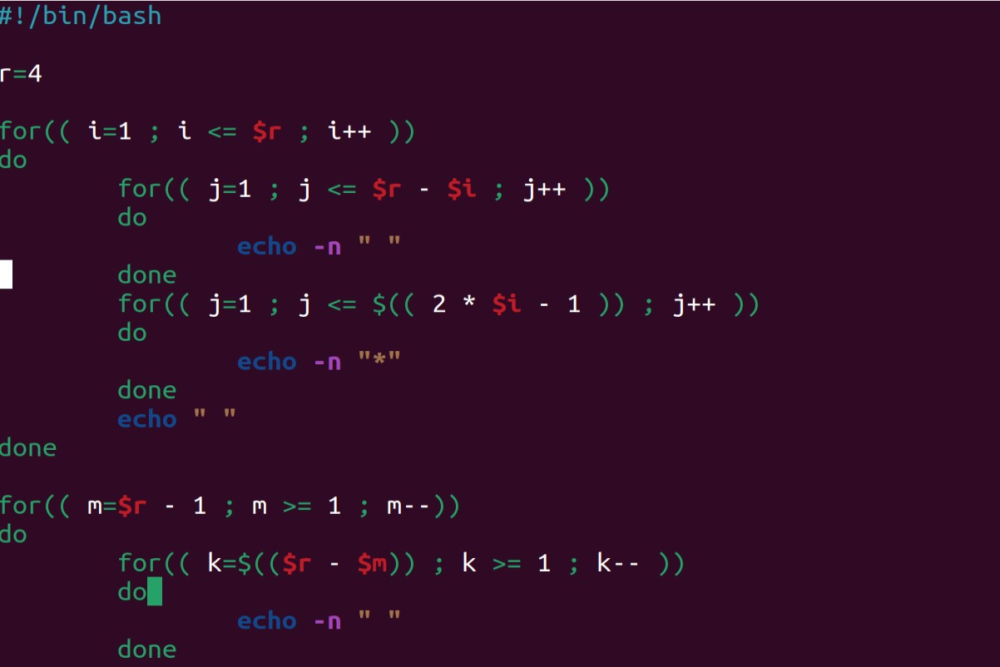 #!/bin/bash
r=4
for(( i=1 ; i <= $r ; i++ ))
do
for(( j=1 ; j <= $r - $i ; j++ ))
do
echo -n " "
done
for(( j=1 ; j <= $(( 2 * $i - 1 )) ; j++ ))
do
echo -n "*"
done
echo " "
done
for(( m=$r - 1 ; m >= 1 ; m--))
do
for(( k=$(($r - $m)) ; k >= 1 ; k-- ))
do
echo -n " "
done